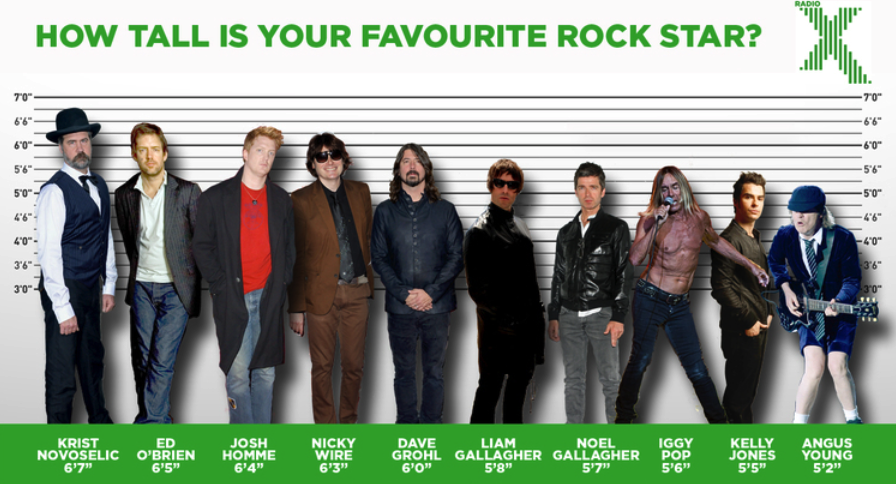 RADIO
X
HOW TALL IS YOUR FAVOURITE ROCK STAR?
7'0" 7'0"
6'6" 6'6"
6'0" 6'0"
5'6" 5'6"
5'0" 5'0"
4'6" 4'6"
4'0" 4'0"
3'6" 3'6"
3'0" 3'0"
KRIST
NOVOSELIC
6'7"
ED
O'BRIEN
6'5"
JOSH
HOMME
6'4"
NICKY
WIRE
6'3"
DAVE
GROHL
6'0"
LIAM
GALLAGHER
5'8"
NOEL
GALLAGHER
5'7"
IGGY
POP
5'6"
KELLY
JONES
5'5"
ANGUS
YOUNG
5'2"